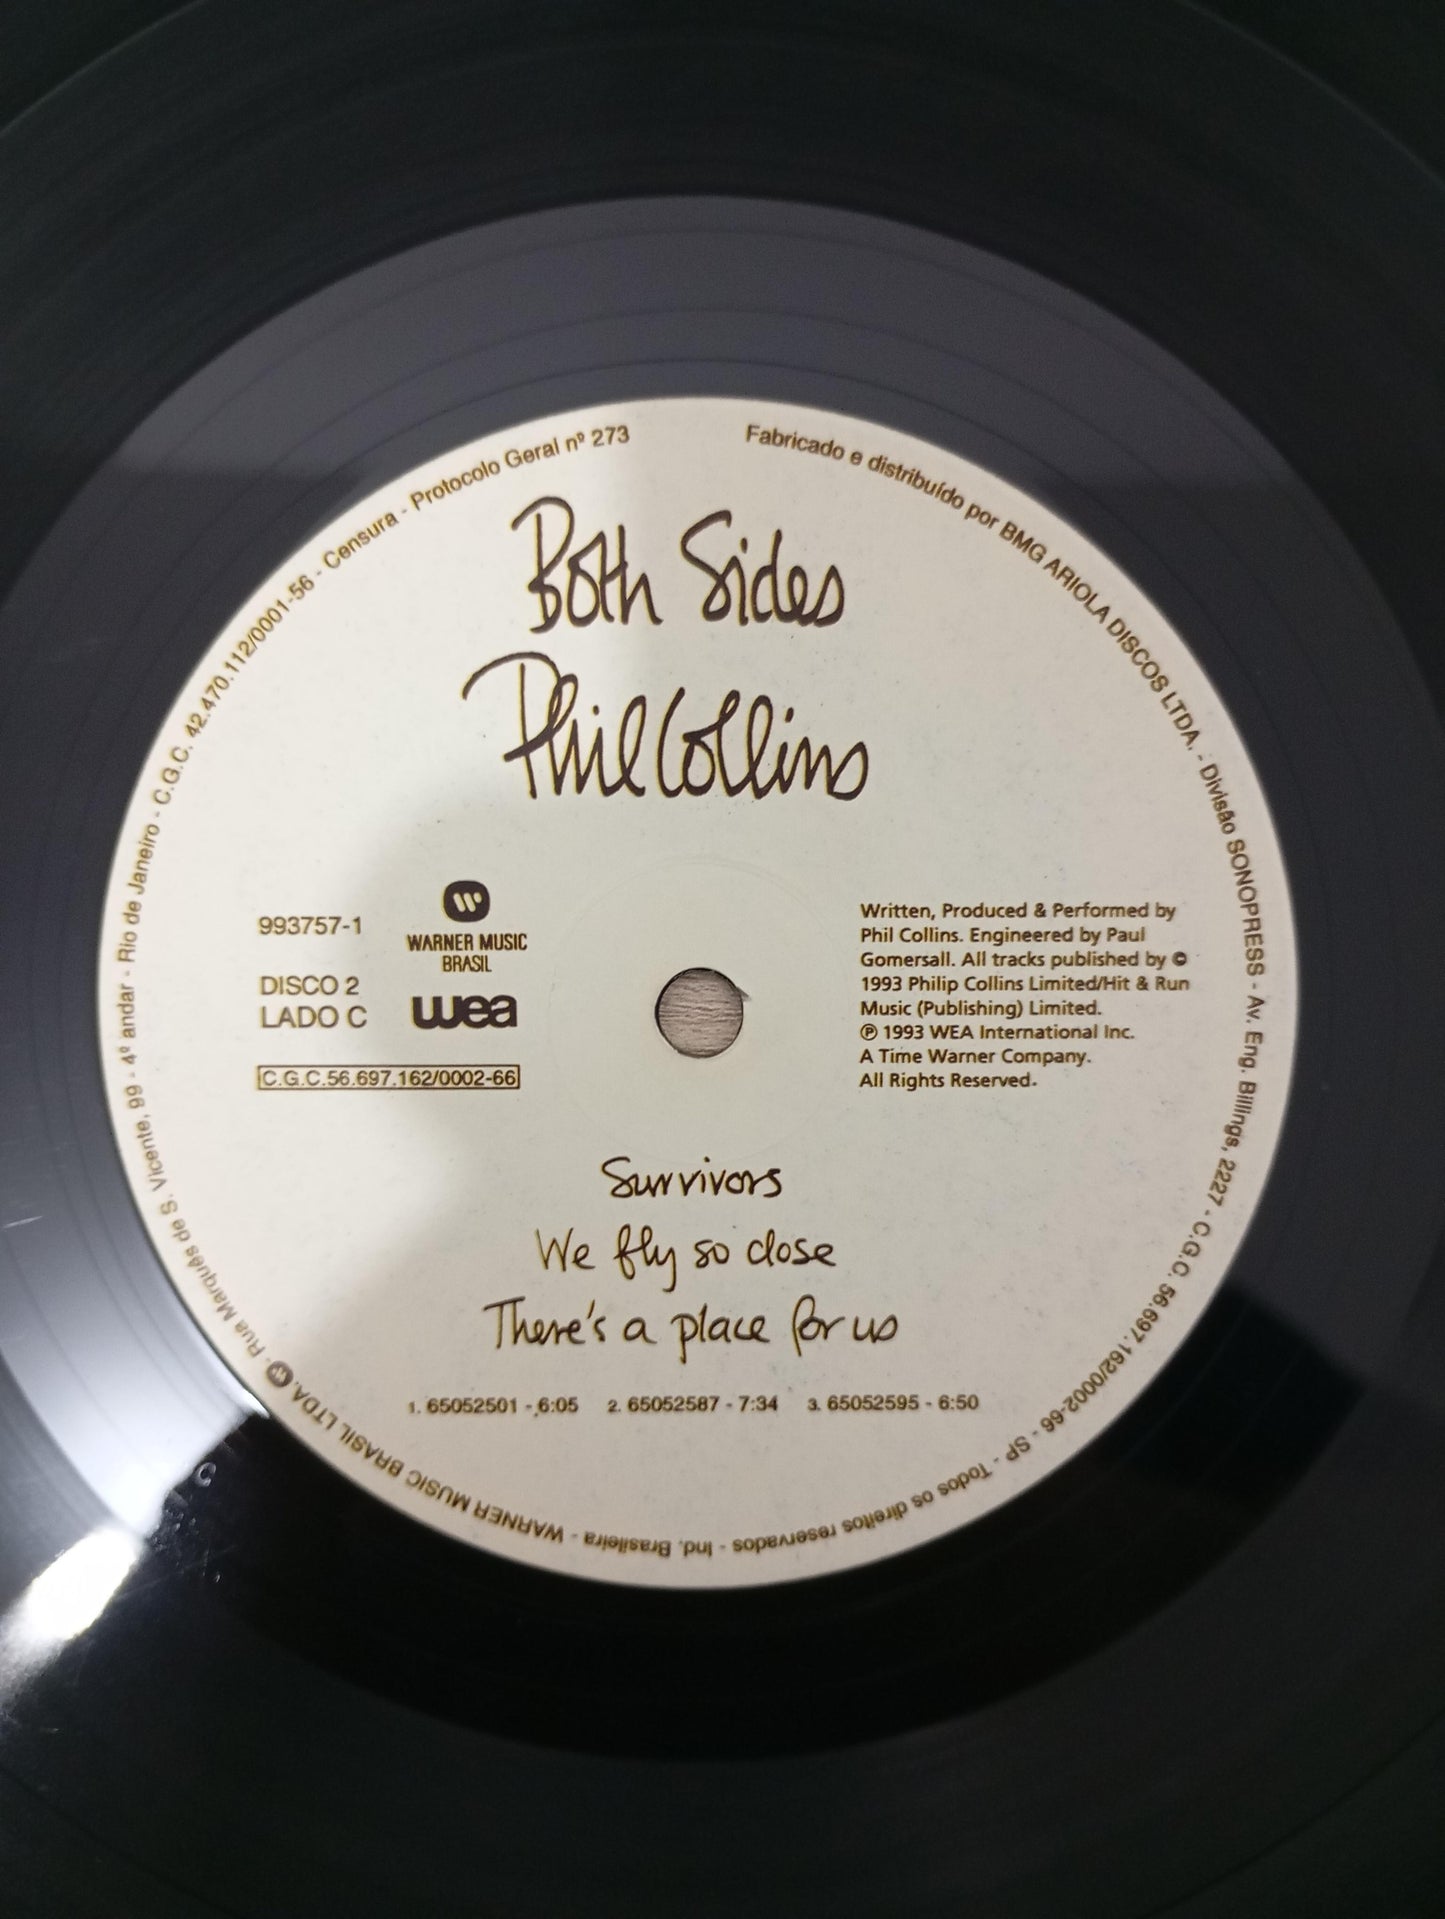 Both Sides
Phil Collins
993757-1
DISCO 2
LADO C
W
WARNER MUSIC
BRASIL
wea
C.G.C.56.697.162/0002-66
Written, Produced & Performed by
Phil Collins. Engineered by Paul
Gomersall. All tracks published by ©
1993 Philip Collins Limited/Hit & Run
Music (Publishing) Limited.
℗ 1993 WEA International Inc.
A Time Warner Company.
All Rights Reserved.
Survivors
We fly so close
There's a place for us
1. 65052501 - 6:05 2. 65052587 - 7:34 3. 65052595 - 6:50
Fabricado e distribuído por BMG ARIOLA DISCOS LTDA. - Divisão SONOPRESS - Av. Eng. Billings, 2227 - C.G.C. 56.697.162/0002-66 - SP - Todos os direitos reservados - Ind. Brasileira - WARNER MUSIC BRASIL LTDA. W - Rua Marquês de S. Vicente, 99 - 4º andar - Rio de Janeiro - C.G.C. 42.470.112/0001-56 - Censura - Protocolo Geral nº 273
C